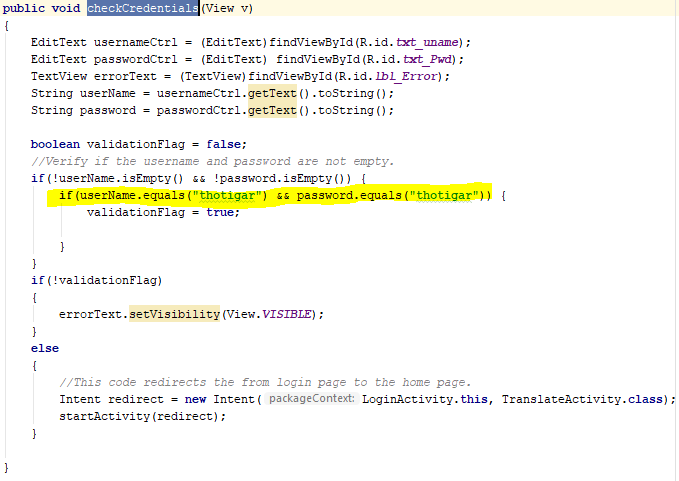 public void checkCredentials(View v)
{
    EditText usernameCtrl = (EditText)findViewById(R.id.txt_uname);
    EditText passwordCtrl = (EditText) findViewById(R.id.txt_Pwd);
    TextView errorText = (TextView)findViewById(R.id.lbl_Error);
    String userName = usernameCtrl.getText().toString();
    String password = passwordCtrl.getText().toString();

    boolean validationFlag = false;
    //Verify if the username and password are not empty.
    if(!userName.isEmpty() && !password.isEmpty()) {
        if(userName.equals("thotigar") && password.equals("thotigar")) {
            validationFlag = true;

        }
    }
    if(!validationFlag)
    {
        errorText.setVisibility(View.VISIBLE);
    }
    else
    {
        //This code redirects the from login page to the home page.
        Intent redirect = new Intent( packageContext: LoginActivity.this, TranslateActivity.class);
        startActivity(redirect);
    }

}